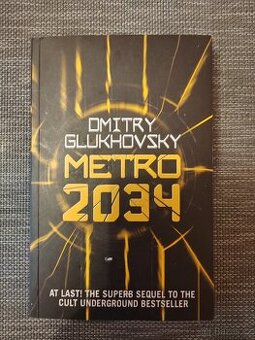 DMITRY
GLUKHOVSKY
METRO
2034
AT LAST! THE SUPERB SEQUEL TO THE
CULT UNDERGROUND BESTSELLER